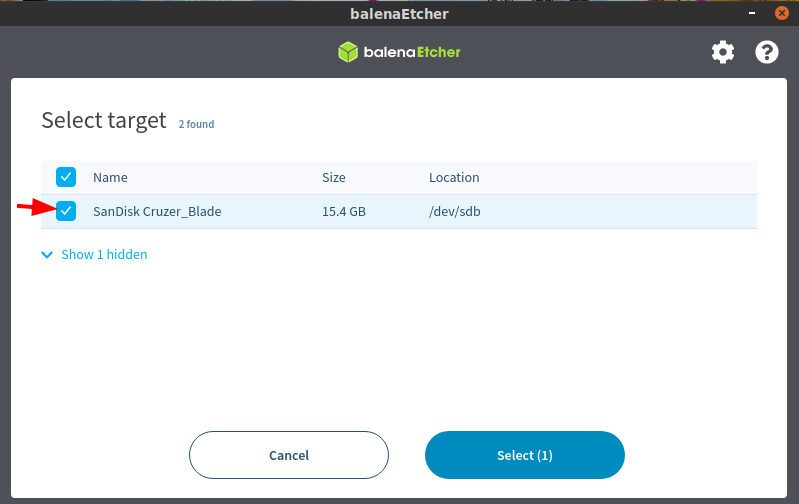 balenaEtcher
balenaEtcher
Select target 2 found
Name Size Location
SanDisk Cruzer_Blade 15.4 GB /dev/sdb
Show 1 hidden
Cancel Select (1)